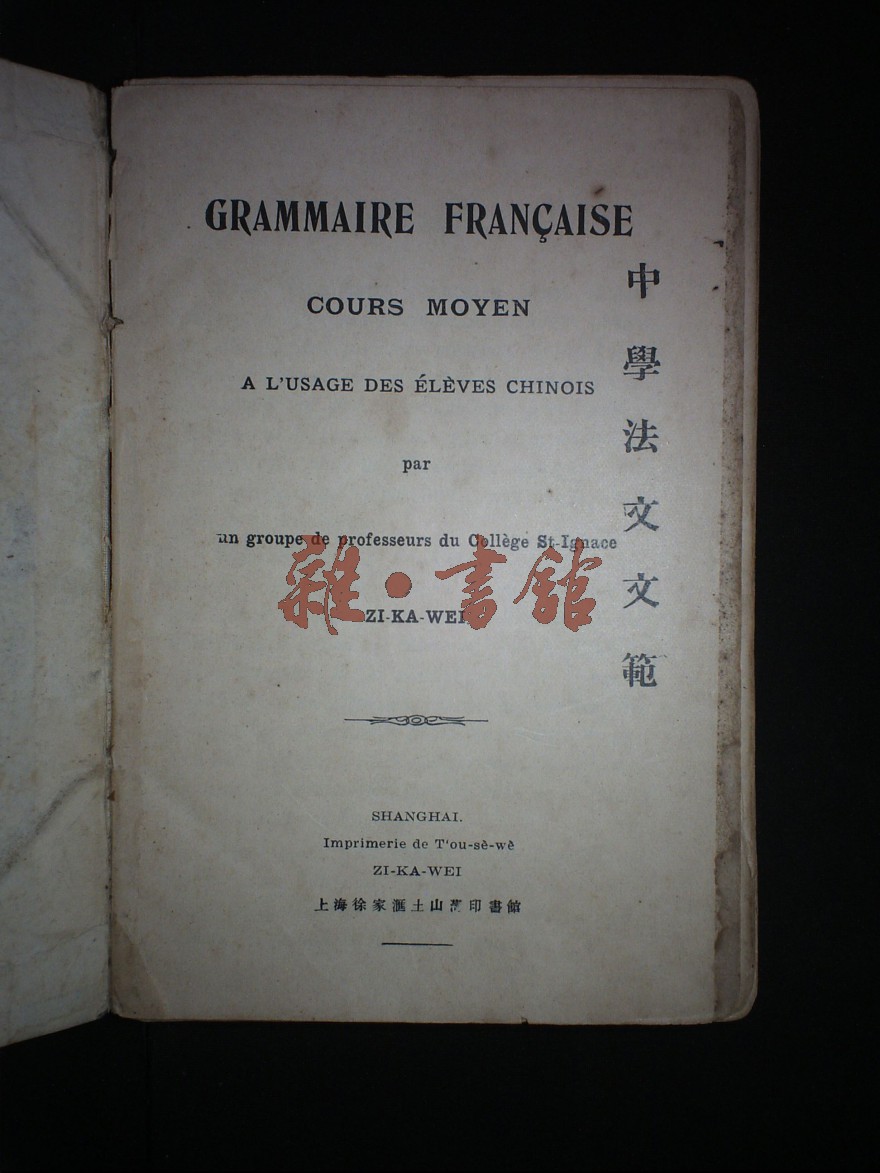 GRAMMAIRE FRANÇAISE
COURS MOYEN
A L'USAGE DES ÉLÈVES CHINOIS
par
un groupe de professeurs du Collège St-Ignace
ZI-KA-WEI
中學法文文範
雜·書館
SHANGHAI.
Imprimerie de T'ou-sè-wè
ZI-KA-WEI
上海徐家滙土山灣印書館